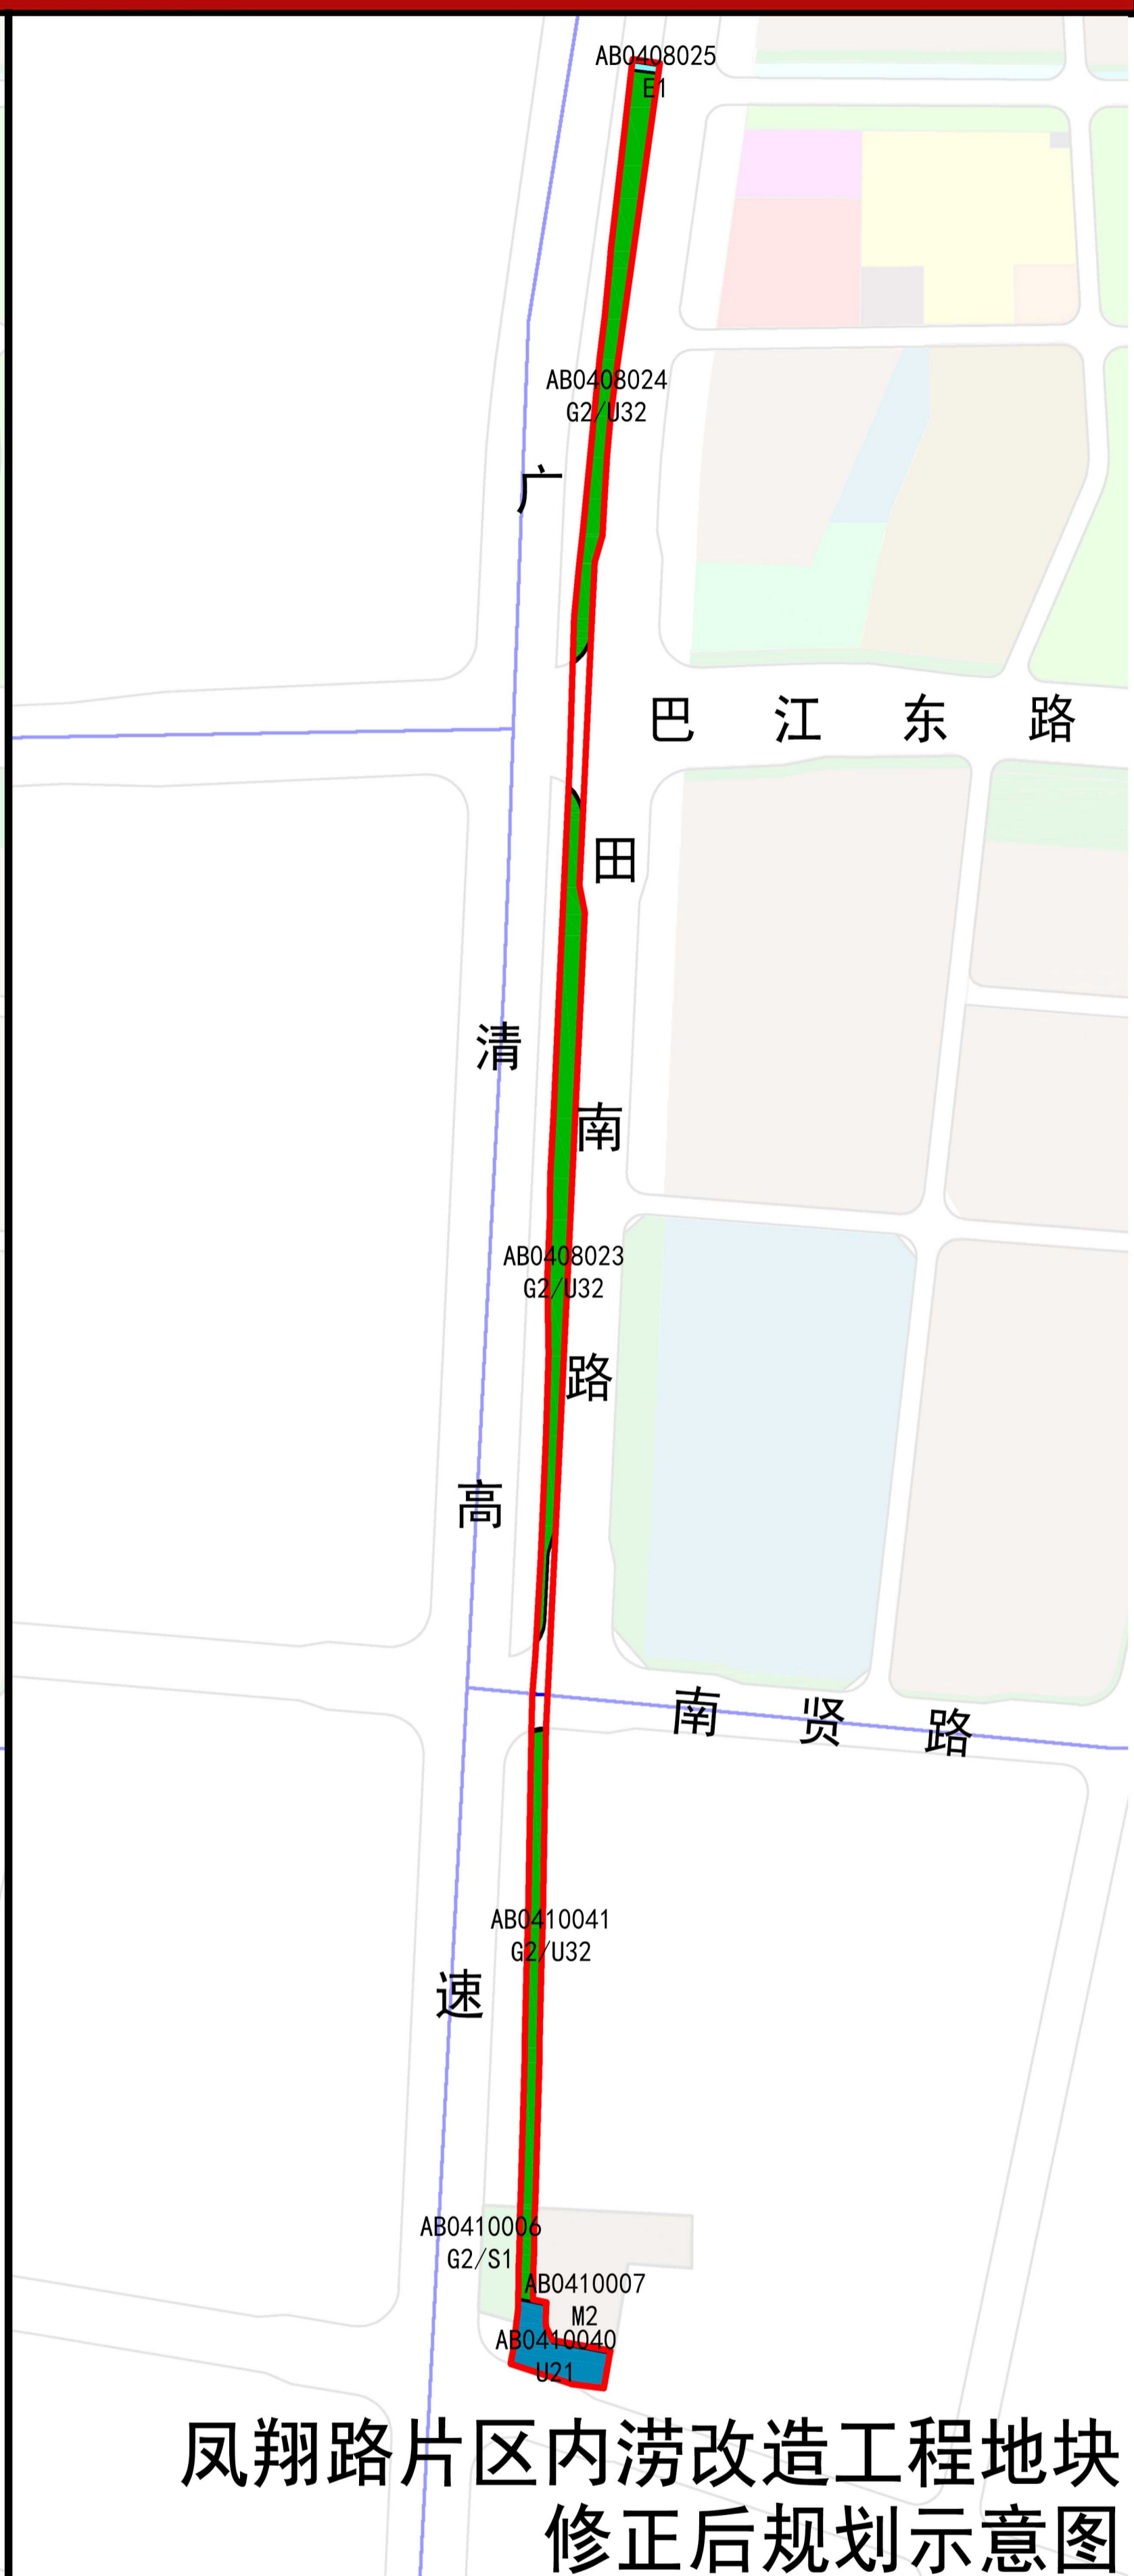 AB0408025
E1
AB0408024
G2/U32
广
巴江东路
田
清
南
AB0408023
G2/U32
路
高
南贤路
AB0410041
G2/U32
速
AB0410006
G2/S1
AB0410007
M2
AB0410040
U21
凤翔路片区内涝改造工程地块
修正后规划示意图